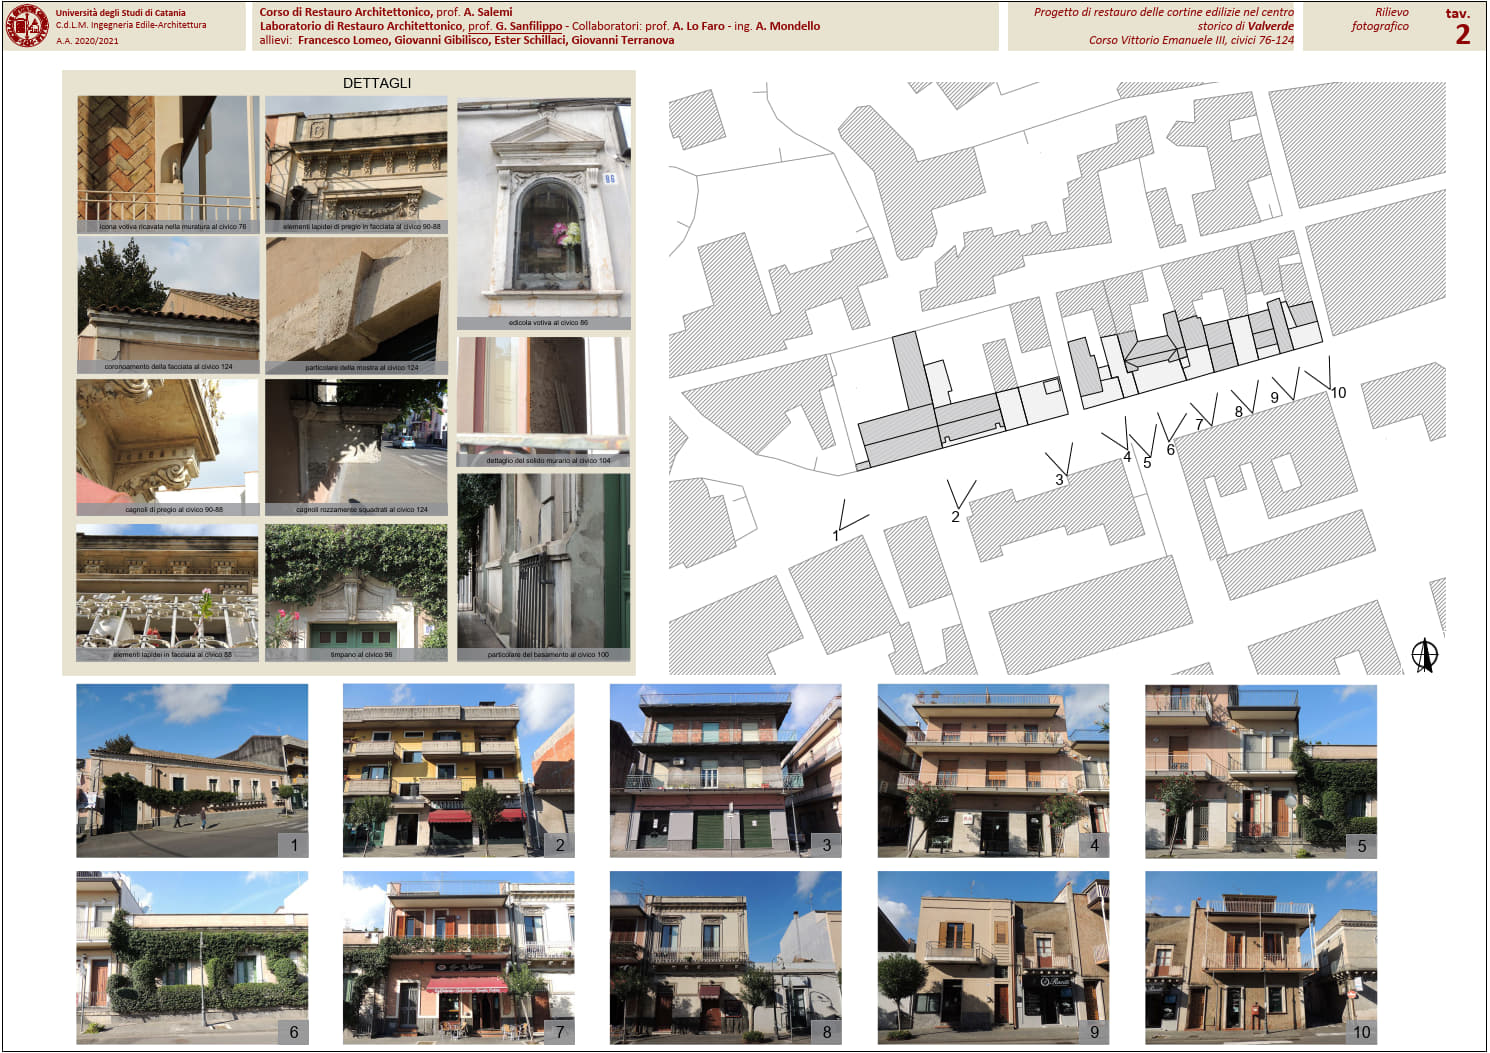 Università degli Studi di Catania
C.d.L.M. Ingegneria Edile-Architettura
A.A. 2020/2021
Corso di Restauro Architettonico, prof. A. Salemi
Laboratorio di Restauro Architettonico, prof. G. Sanfilippo - Collaboratori: prof. A. Lo Faro - ing. A. Mondello
allievi: Francesco Lomeo, Giovanni Gibilisco, Ester Schillaci, Giovanni Terranova
Progetto di restauro delle cortine edilizie nel centro
storico di Valverde
Corso Vittorio Emanuele III, civici 76-124
Rilievo
fotografico
tav.
2
DETTAGLI
icona votiva ricavata nella muratura al civico 76
elementi lapidei di pregio in facciata al civico 90-88
86
edicola votiva al civico 86
coronoamento della facciata al civico 124
particolare della mostra al civico 124
dettaglio del solido murario al civico 104
cagnoli di pregio al civico 90-88
cagnoli rozzamente squadrati al civico 124
elementi lapidei in facciata al civico 88
timpano al civico 96
particolare del basamento al civico 100
1
2
3
4
5
6
7
8
9
10
1
2
3
4
5
6
7
8
9
10